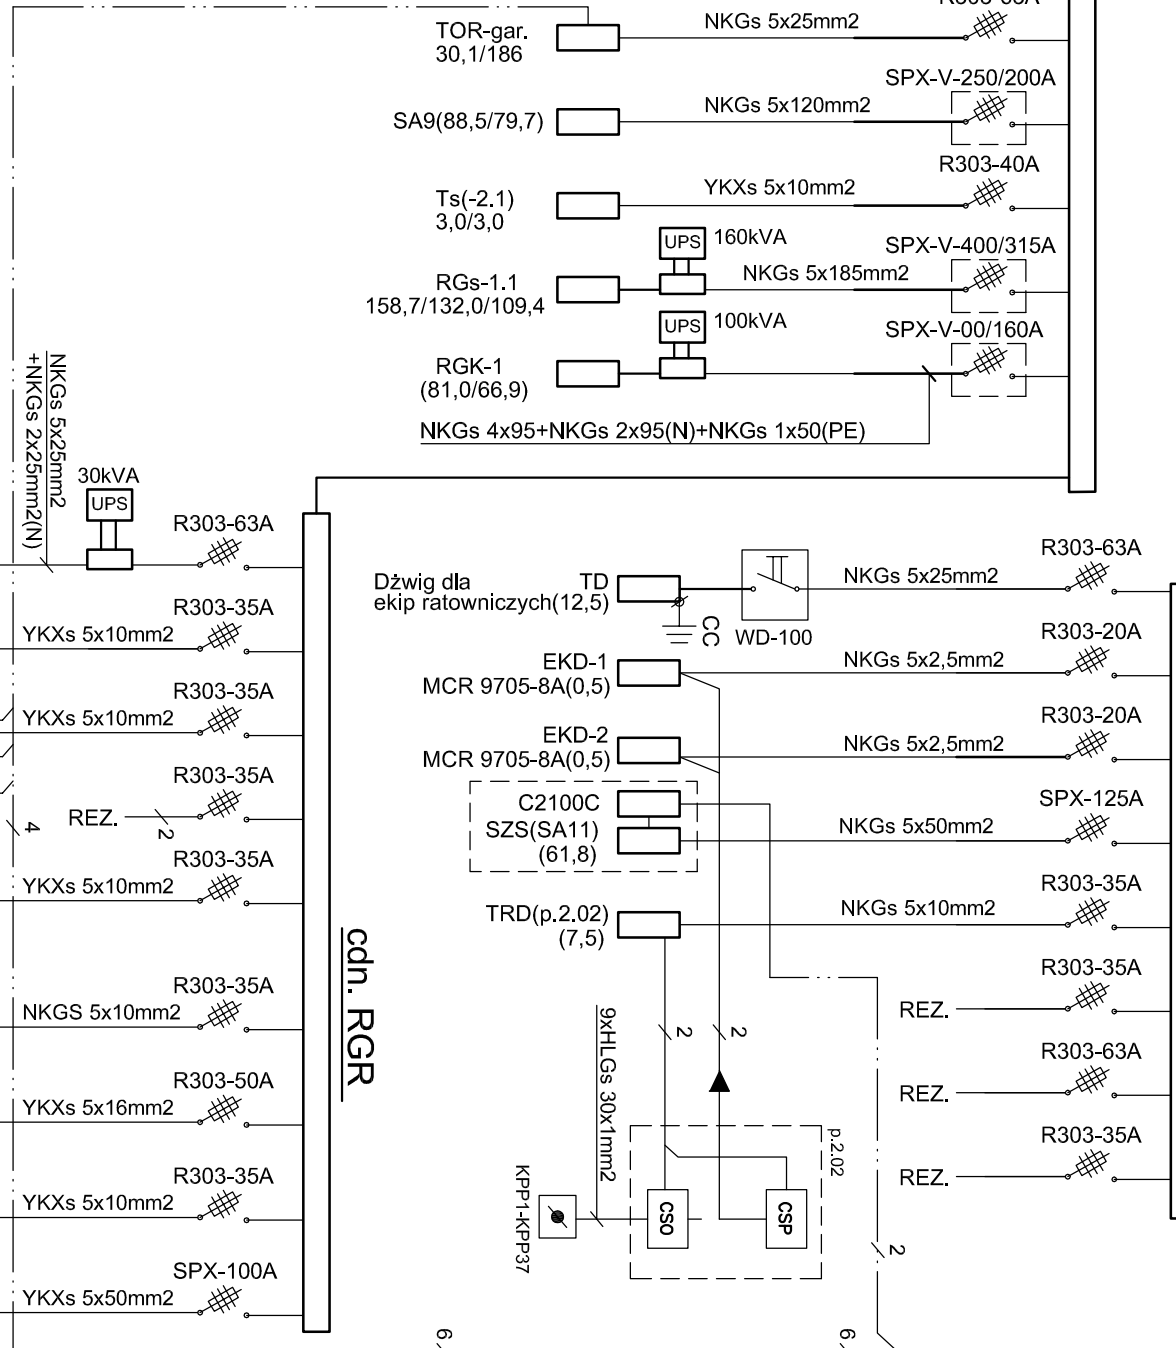 TOR-gar.
30,1/186
NKGs 5x25mm2
SA9(88,5/79,7)
NKGs 5x120mm2
SPX-V-250/200A
Ts(-2.1)
3,0/3,0
YKXs 5x10mm2
R303-40A
RGs-1.1
158,7/132,0/109,4
UPS
160kVA
NKGs 5x185mm2
SPX-V-400/315A
RGK-1
(81,0/66,9)
UPS
100kVA
SPX-V-00/160A
NKGs 4x95+NKGs 2x95(N)+NKGs 1x50(PE)
NKGs 5x25mm2
+NKGs 2x25mm2(N)
30kVA
UPS
R303-63A
YKXs 5x10mm2
R303-35A
YKXs 5x10mm2
R303-35A
REZ.
2
R303-35A
4
YKXs 5x10mm2
R303-35A
NKGS 5x10mm2
R303-35A
YKXs 5x16mm2
R303-50A
YKXs 5x10mm2
R303-35A
YKXs 5x50mm2
SPX-100A
cdn. RGR
Dźwig dla
ekip ratowniczych(12,5)
TD
CC
WD-100
NKGs 5x25mm2
R303-63A
EKD-1
MCR 9705-8A(0,5)
NKGs 5x2,5mm2
R303-20A
EKD-2
MCR 9705-8A(0,5)
NKGs 5x2,5mm2
R303-20A
C2100C
SZS(SA11)
(61,8)
NKGs 5x50mm2
SPX-125A
TRD(p.2.02)
(7,5)
NKGs 5x10mm2
R303-35A
REZ.
R303-35A
REZ.
R303-63A
REZ.
R303-35A
2
2
9xHLGs 30x1mm2
p.2.02
KPP1-KPP37
CSO
CSP
2
6
6